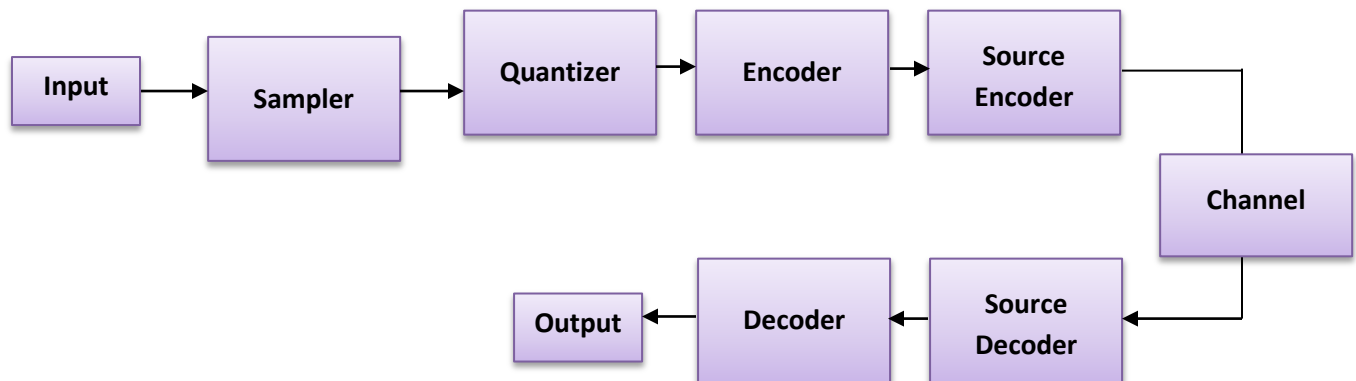 Input
Sampler
Quantizer
Encoder
Source
Encoder
Channel
Source
Decoder
Decoder
Output